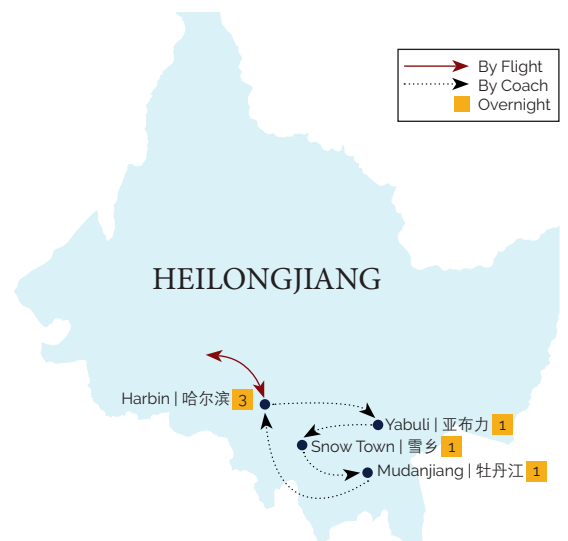 By Flight
By Coach
Overnight
HEILONGJIANG
Harbin | 哈尔滨 3
Yabuli | 亚布力 1
Snow Town | 雪乡 1
Mudanjiang | 牡丹江 1